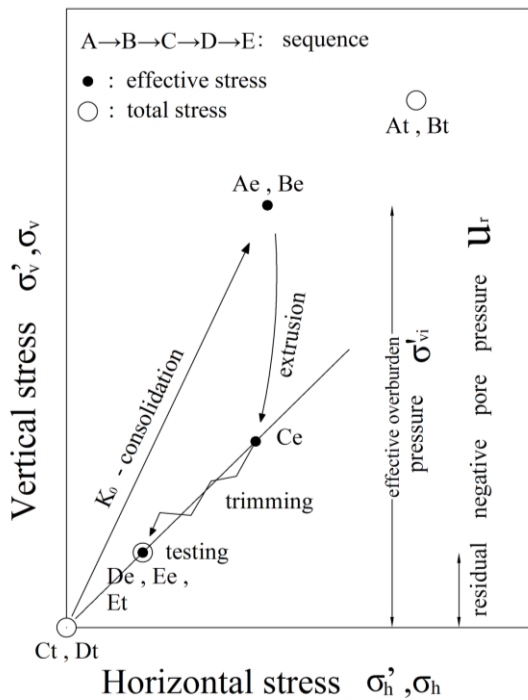 A→B→C→D→E: sequence
● : effective stress
○ : total stress
At , Bt
Ae , Be
Vertical stress σᵥ',σᵥ
K₀ - consolidation
extrusion
effective overburden
pressure σ'ᵥᵢ
residual negative pore pressure uᵣ
Ce
trimming
testing
De , Ee ,
Et
Ct , Dt
Horizontal stress σₕ',σₕ